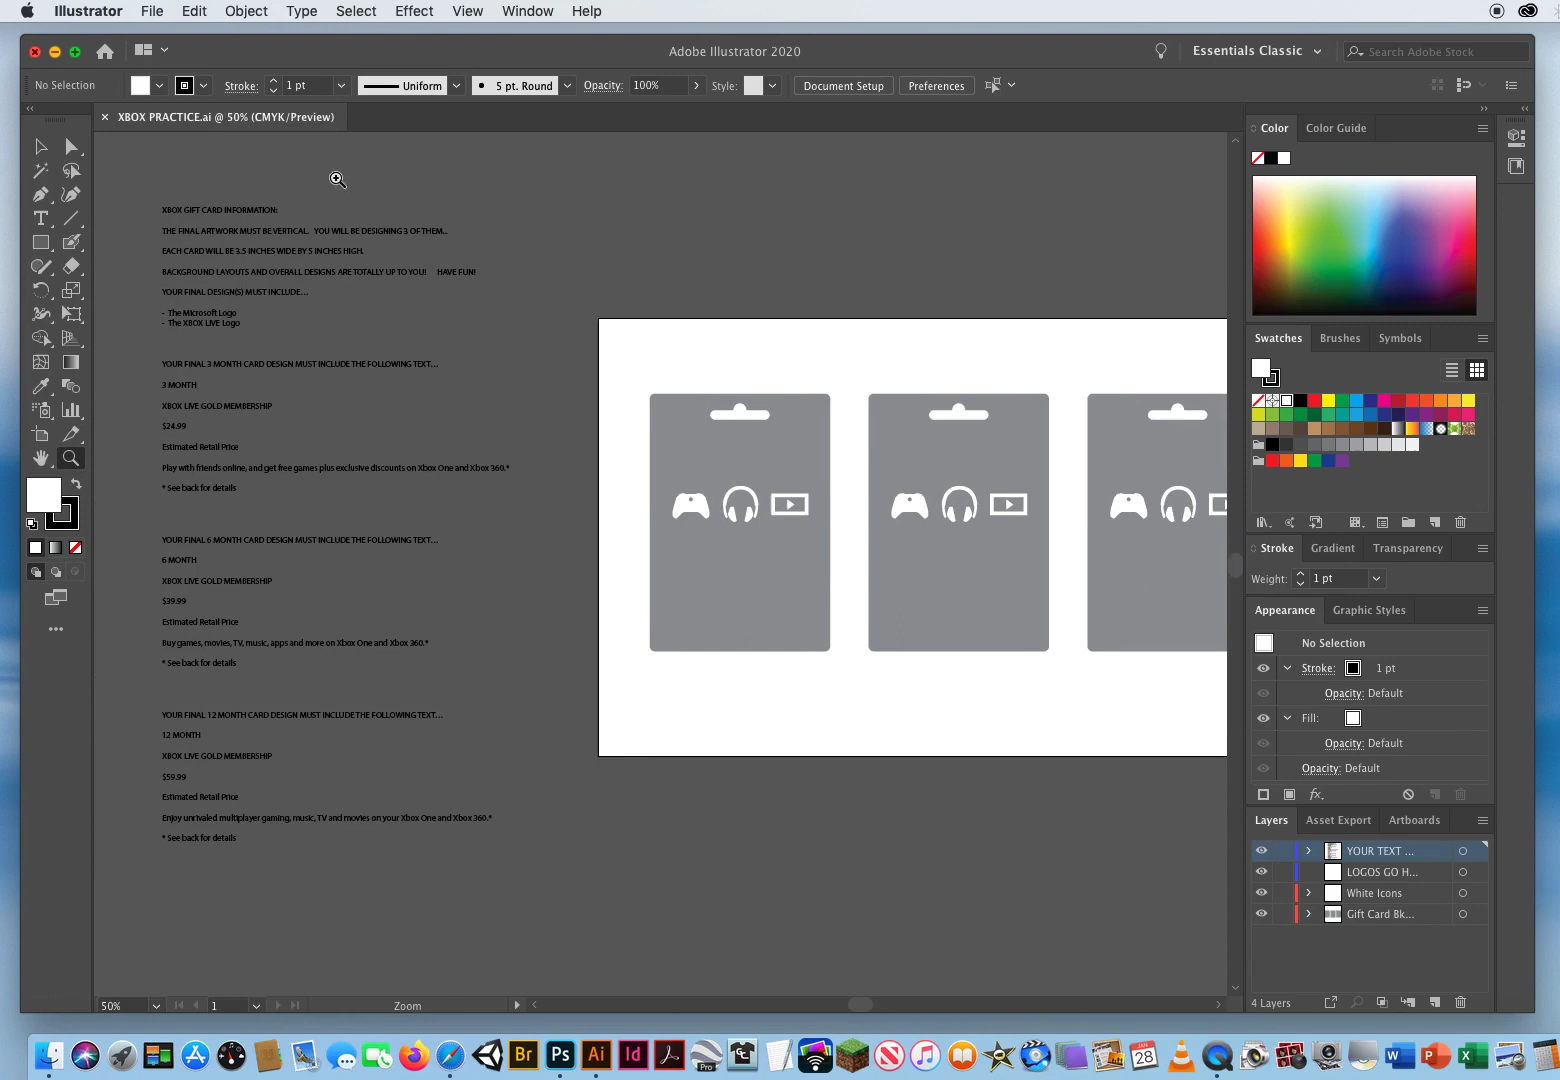 Illustrator File Edit Object Type Select Effect View Window Help
Adobe Illustrator 2020
Essentials Classic
Search Adobe Stock
No Selection
Stroke: 1 pt
Uniform
5 pt. Round
Opacity: 100%
Style:
Document Setup
Preferences
XBOX PRACTICE.ai @ 50% (CMYK/Preview)
XBOX GIFT CARD INFORMATION:
THE FINAL ARTWORK MUST BE VERTICAL. YOU WILL BE DESIGNING 3 OF THEM...
EACH CARD WILL BE 3.5 INCHES WIDE BY 5 INCHES HIGH.
BACKGROUND LAYOUTS AND OVERALL DESIGNS ARE TOTALLY UP TO YOU! HAVE FUN!
YOUR FINAL DESIGN(S) MUST INCLUDE...
- The Microsoft Logo
- The XBOX LIVE Logo
YOUR FINAL 3 MONTH CARD DESIGN MUST INCLUDE THE FOLLOWING TEXT...
3 MONTH
XBOX LIVE GOLD MEMBERSHIP
$24.99
Estimated Retail Price
Play with friends online, and get free games plus exclusive discounts on Xbox One and Xbox 360.*
* See back for details
YOUR FINAL 6 MONTH CARD DESIGN MUST INCLUDE THE FOLLOWING TEXT...
6 MONTH
XBOX LIVE GOLD MEMBERSHIP
$39.99
Estimated Retail Price
Buy games, movies, TV, music, apps and more on Xbox One and Xbox 360.*
* See back for details
YOUR FINAL 12 MONTH CARD DESIGN MUST INCLUDE THE FOLLOWING TEXT...
12 MONTH
XBOX LIVE GOLD MEMBERSHIP
$59.99
Estimated Retail Price
Enjoy unrivaled multiplayer gaming, music, TV and movies on your Xbox One and Xbox 360.*
* See back for details
50%
1
Zoom
Color Color Guide
Swatches Brushes Symbols
Stroke Gradient Transparency
Weight: 1 pt
Appearance Graphic Styles
No Selection
Stroke: 1 pt
Opacity: Default
Fill:
Opacity: Default
Opacity: Default
Layers Asset Export Artboards
YOUR TEXT ...
LOGOS GO H...
White Icons
Gift Card Bk...
4 Layers
Br
Ps
Ai
Id
Pro
JAN
28
W
P
X